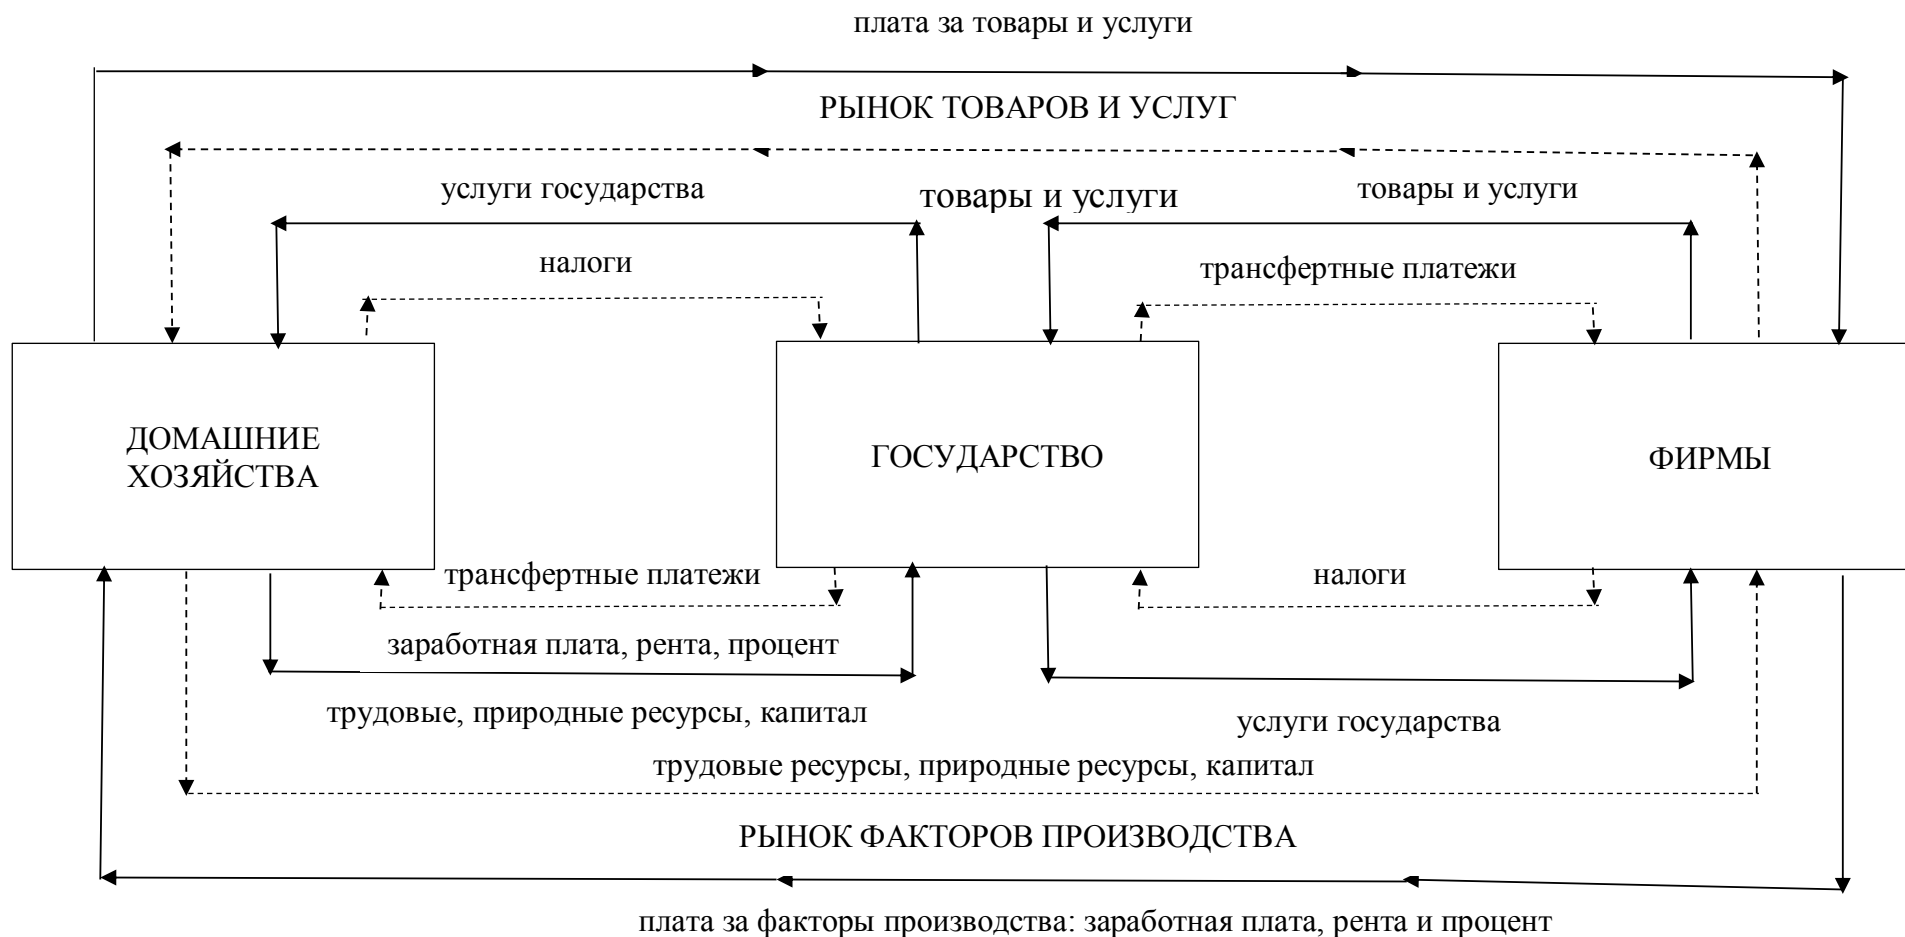 плата за товары и услуги
РЫНОК ТОВАРОВ И УСЛУГ
услуги государства
товары и услуги
товары и услуги
налоги
трансфертные платежи
ДОМАШНИЕ
ХОЗЯЙСТВА
ГОСУДАРСТВО
ФИРМЫ
трансфертные платежи
налоги
заработная плата, рента, процент
трудовые, природные ресурсы, капитал
услуги государства
трудовые ресурсы, природные ресурсы, капитал
РЫНОК ФАКТОРОВ ПРОИЗВОДСТВА
плата за факторы производства: заработная плата, рента и процент